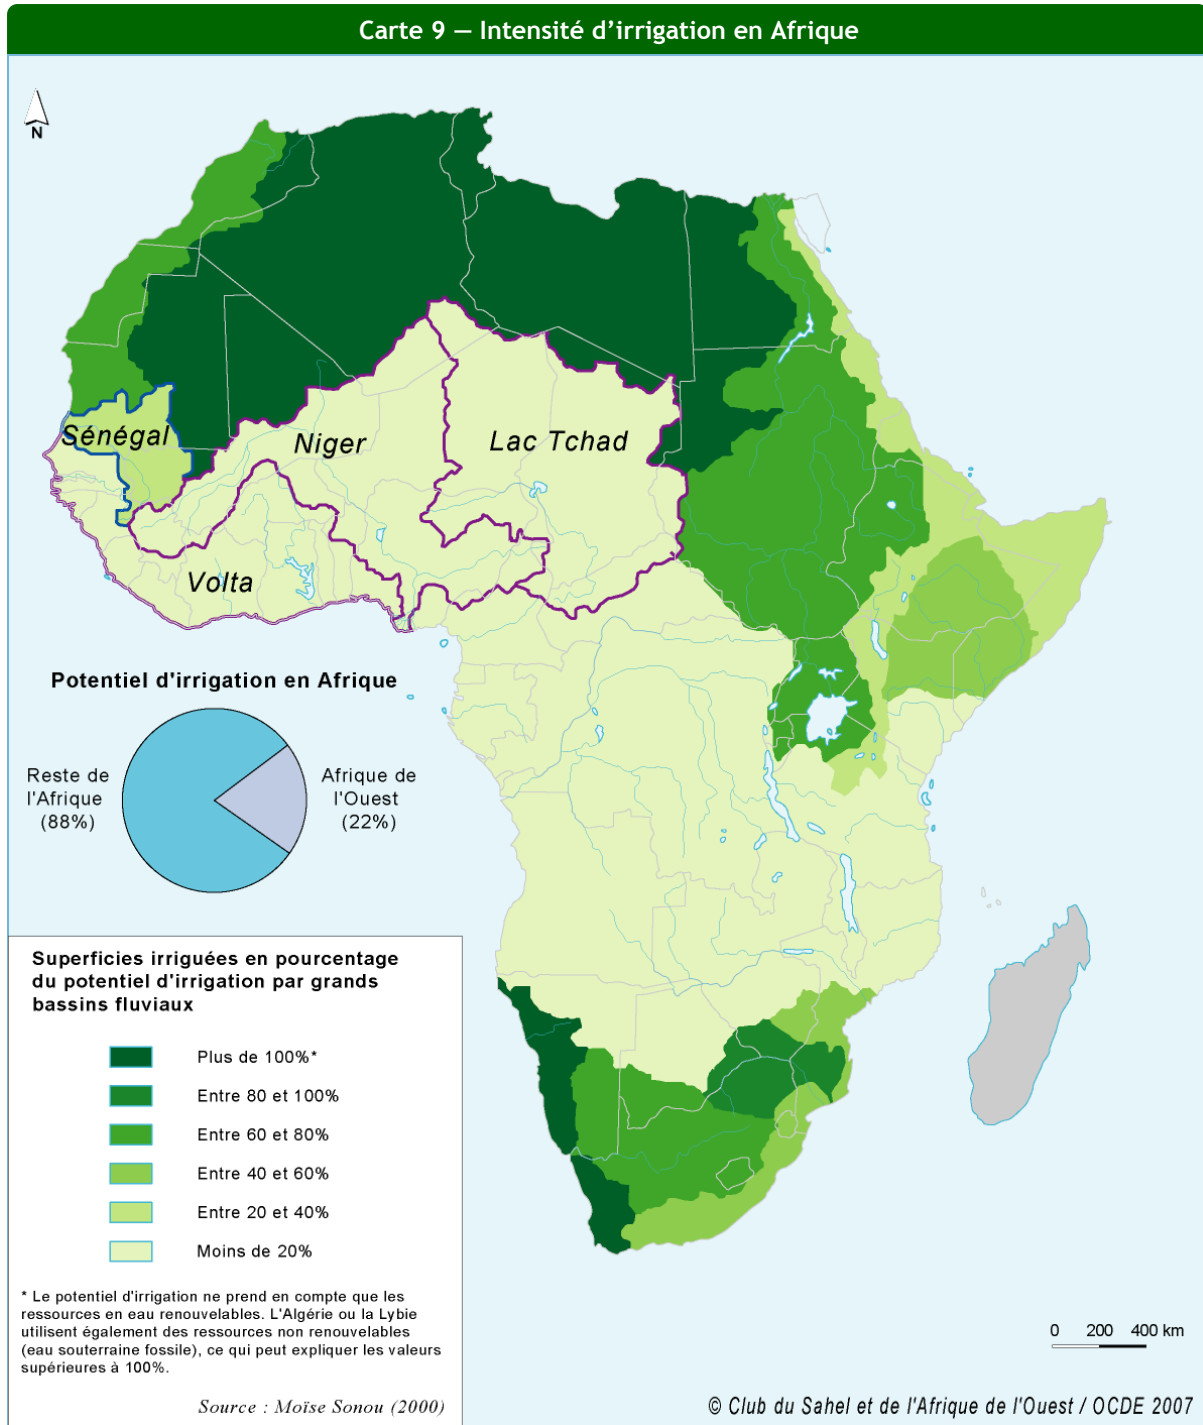 Carte 9 — Intensité d'irrigation en Afrique
N
Sénégal
Niger
Lac Tchad
Volta
Potentiel d'irrigation en Afrique
Reste de
l'Afrique
(88%)
Afrique de
l'Ouest
(22%)
Superficies irriguées en pourcentage
du potentiel d'irrigation par grands
bassins fluviaux
Plus de 100%*
Entre 80 et 100%
Entre 60 et 80%
Entre 40 et 60%
Entre 20 et 40%
Moins de 20%
* Le potentiel d'irrigation ne prend en compte que les
ressources en eau renouvelables. L'Algérie ou la Lybie
utilisent également des ressources non renouvelables
(eau souterraine fossile), ce qui peut expliquer les valeurs
supérieures à 100%.
Source : Moïse Sonou (2000)
0 200 400 km
© Club du Sahel et de l'Afrique de l'Ouest / OCDE 2007